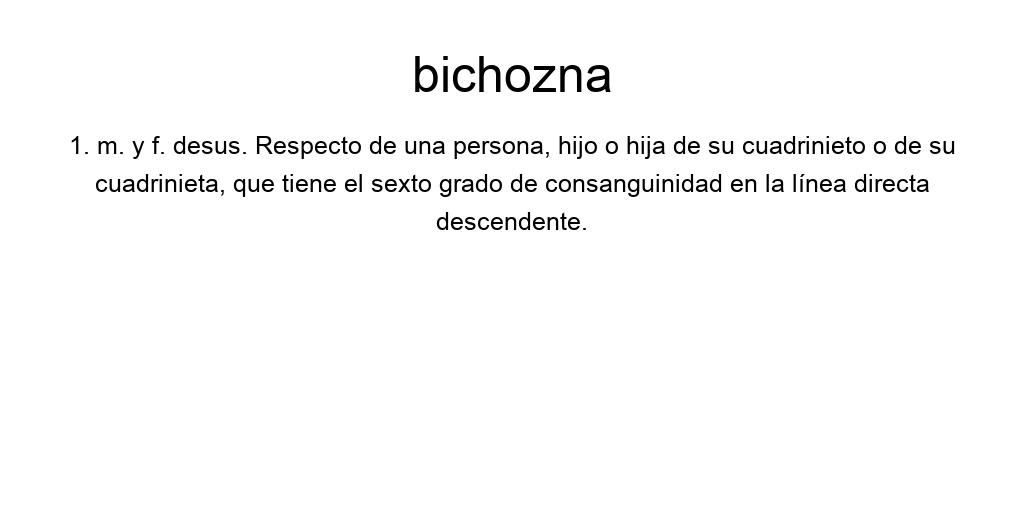 bichozna
1. m. y f. desus. Respecto de una persona, hijo o hija de su cuadrinieto o de su
cuadrinieta, que tiene el sexto grado de consanguinidad en la línea directa
descendente.